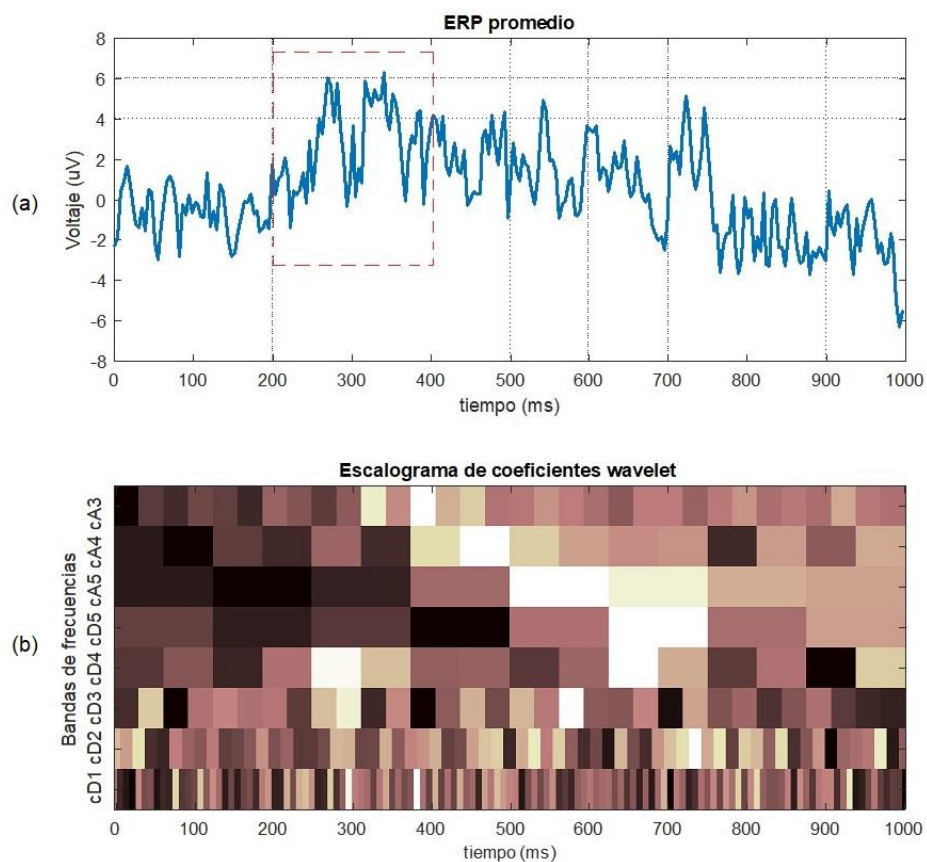 ERP promedio
8
6
4
2
0
-2
-4
-6
-8
Voltaje (uV)
(a)
0 100 200 300 400 500 600 700 800 900 1000
tiempo (ms)
Escalograma de coeficientes wavelet
cA3
cA4
cA5
cD5
cD4
cD3
cD2
cD1
Bandas de frecuencias
(b)
0 100 200 300 400 500 600 700 800 900 1000
tiempo (ms)